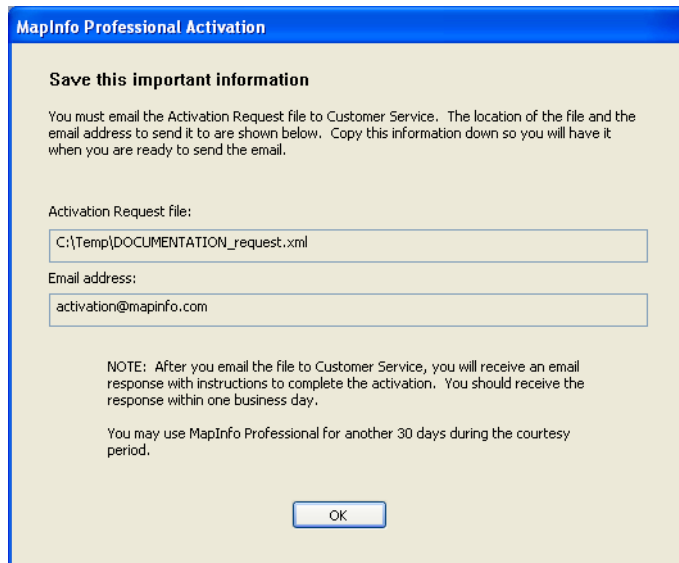 MapInfo Professional Activation
Save this important information
You must email the Activation Request file to Customer Service. The location of the file and the
email address to send it to are shown below. Copy this information down so you will have it
when you are ready to send the email.
Activation Request file:
C:\Temp\DOCUMENTATION_request.xml
Email address:
activation@mapinfo.com
NOTE: After you email the file to Customer Service, you will receive an email
response with instructions to complete the activation. You should receive the
response within one business day.
You may use MapInfo Professional for another 30 days during the courtesy
period.
OK